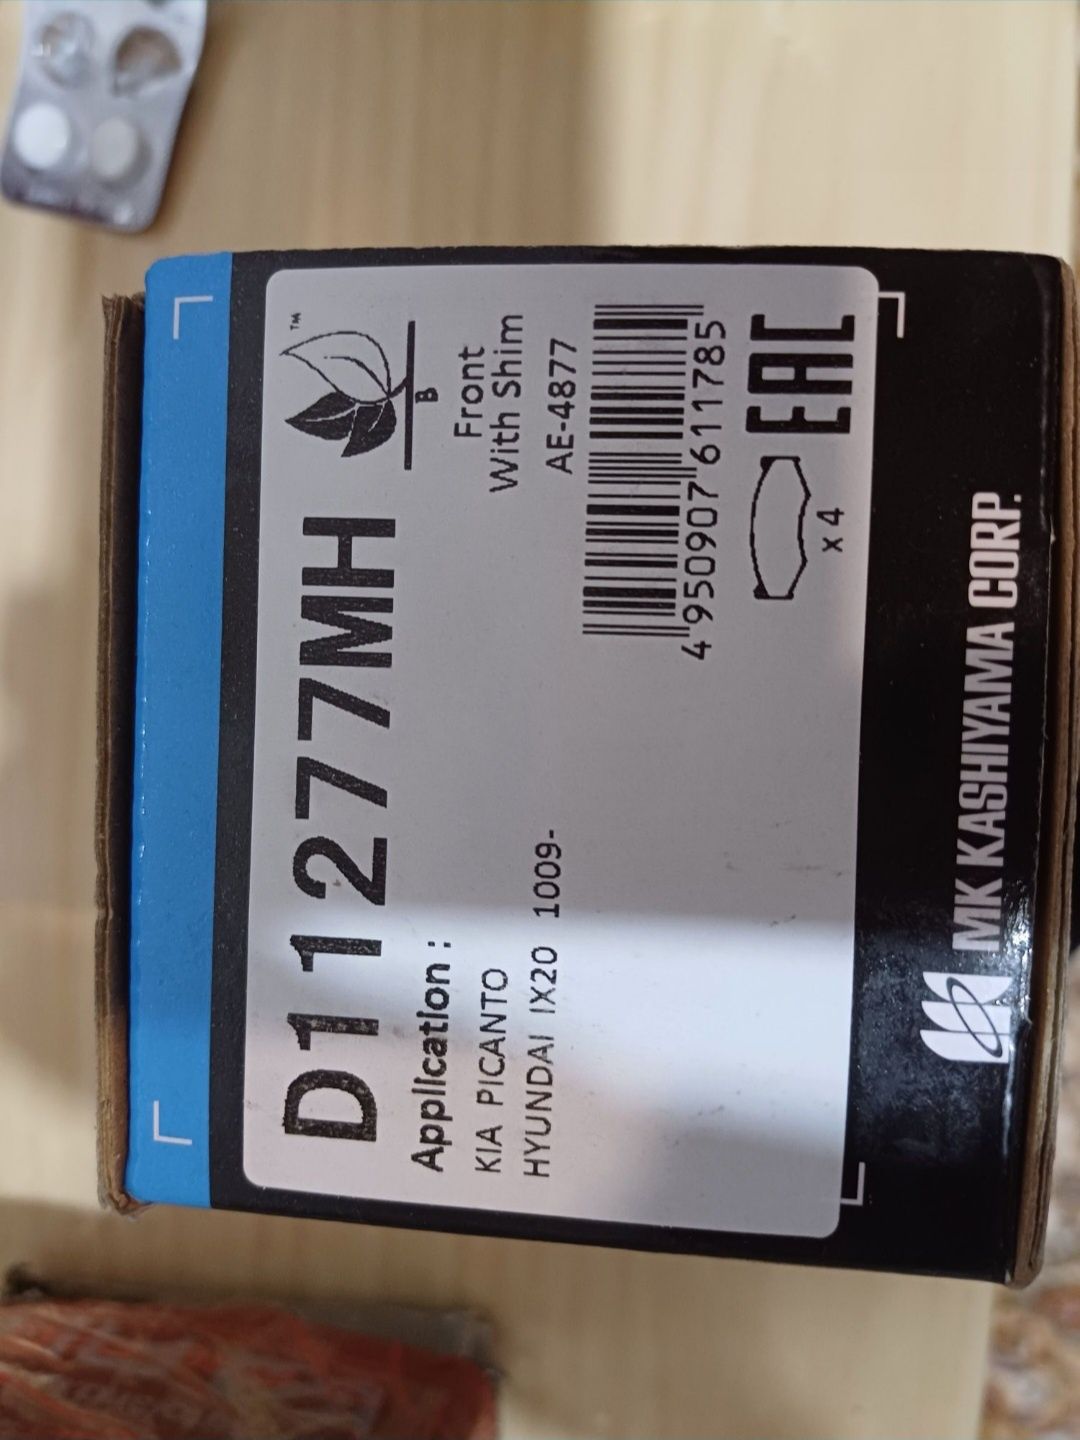 D11277MH
™
B
Application :
KIA PICANTO
HYUNDAI IX20 1009-
Front
With Shim
AE-4877
4 950907 611785
x 4
EAC
MK KASHIYAMA CORP.